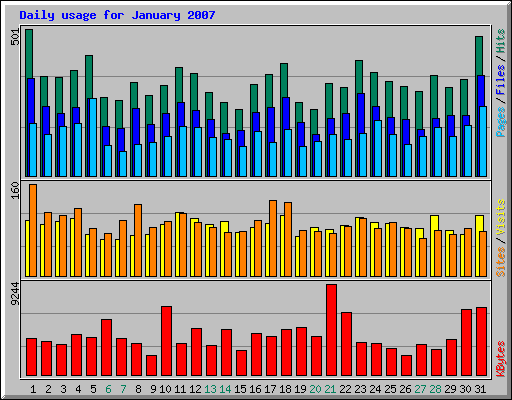 Daily usage for January 2007
501
Pages / Files / Hits
160
Sites / Visits
9244
KBytes
1 2 3 4 5 6 7 8 9 10 11 12 13 14 15 16 17 18 19 20 21 22 23 24 25 26 27 28 29 30 31